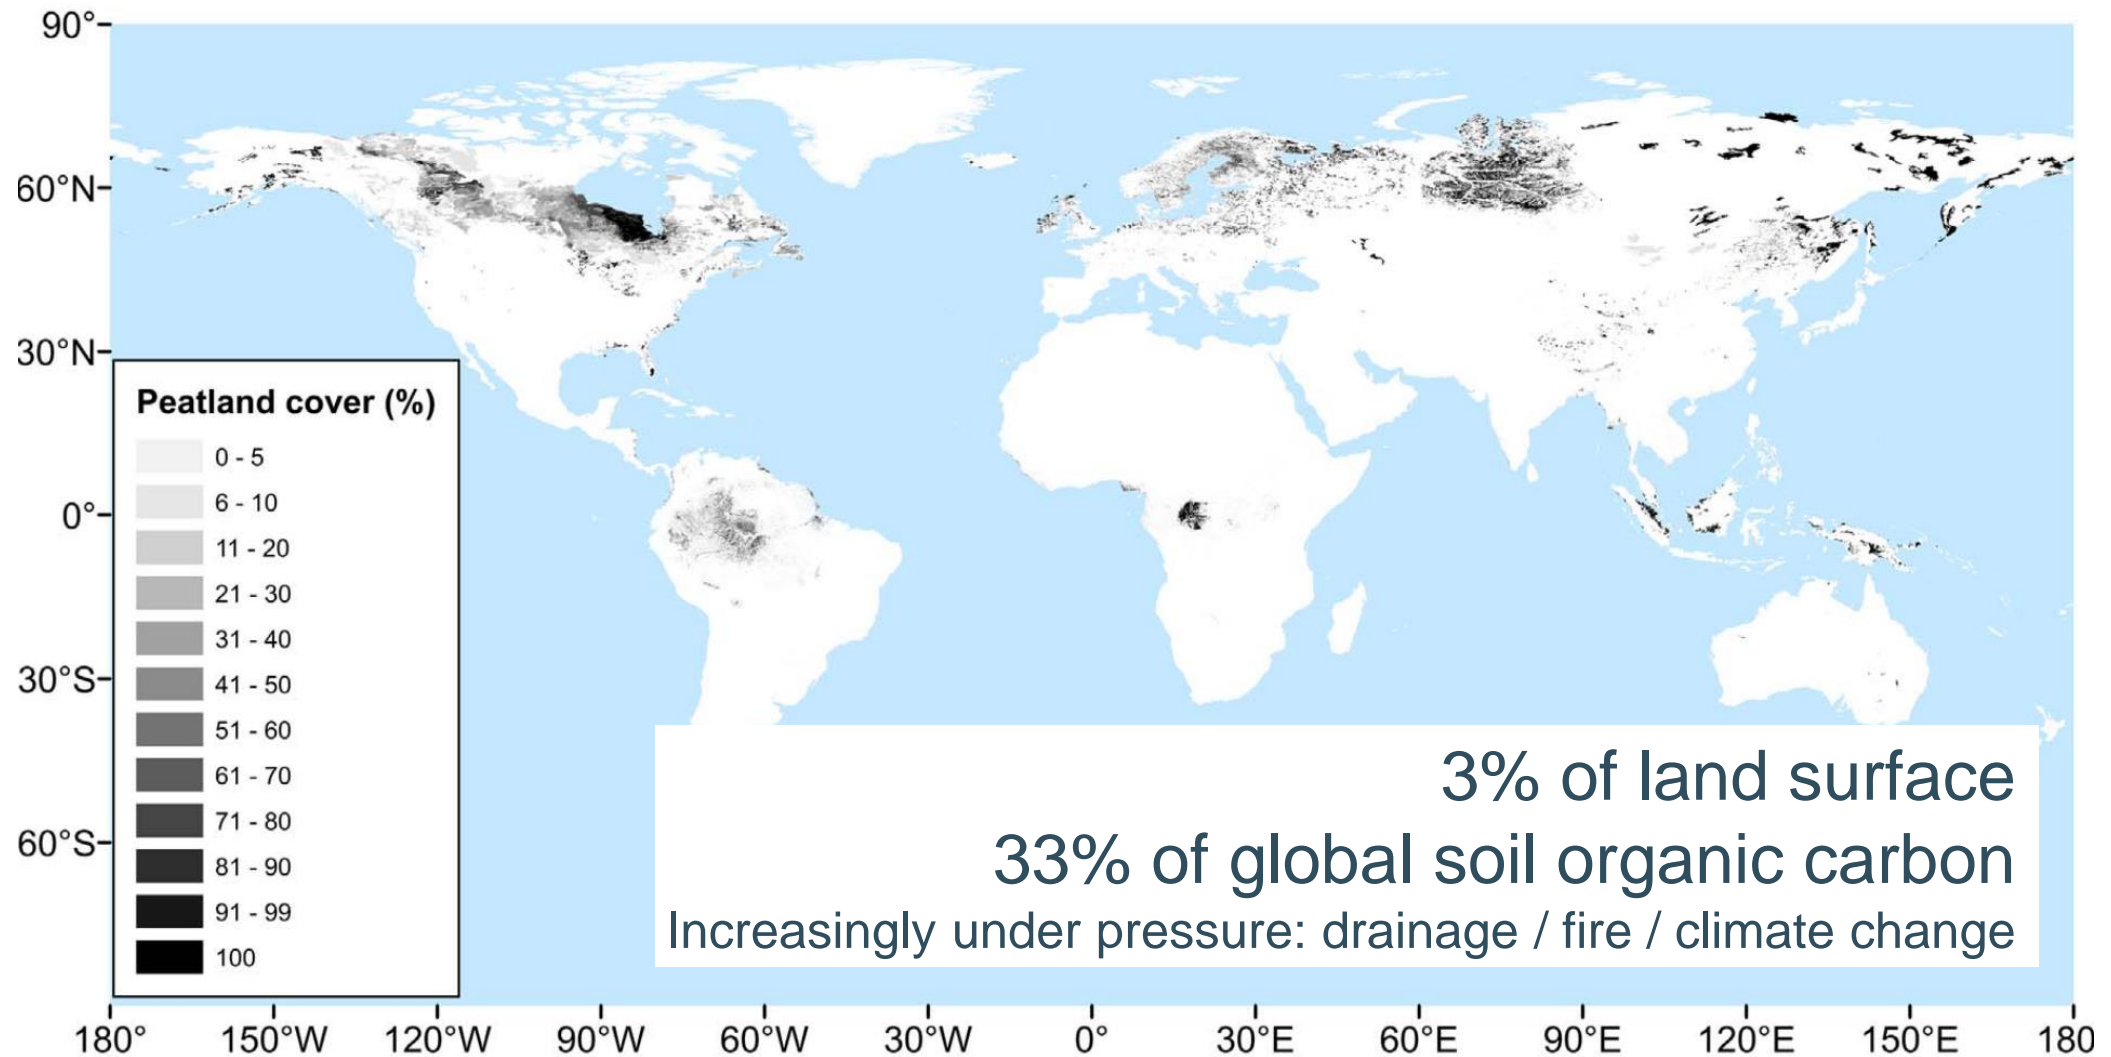 90°
60°N
30°N
0°
30°S
60°S
Peatland cover (%)
0 - 5
6 - 10
11 - 20
21 - 30
31 - 40
41 - 50
51 - 60
61 - 70
71 - 80
81 - 90
91 - 99
100
3% of land surface
33% of global soil organic carbon
Increasingly under pressure: drainage / fire / climate change
180° 150°W 120°W 90°W 60°W 30°W 0° 30°E 60°E 90°E 120°E 150°E 180